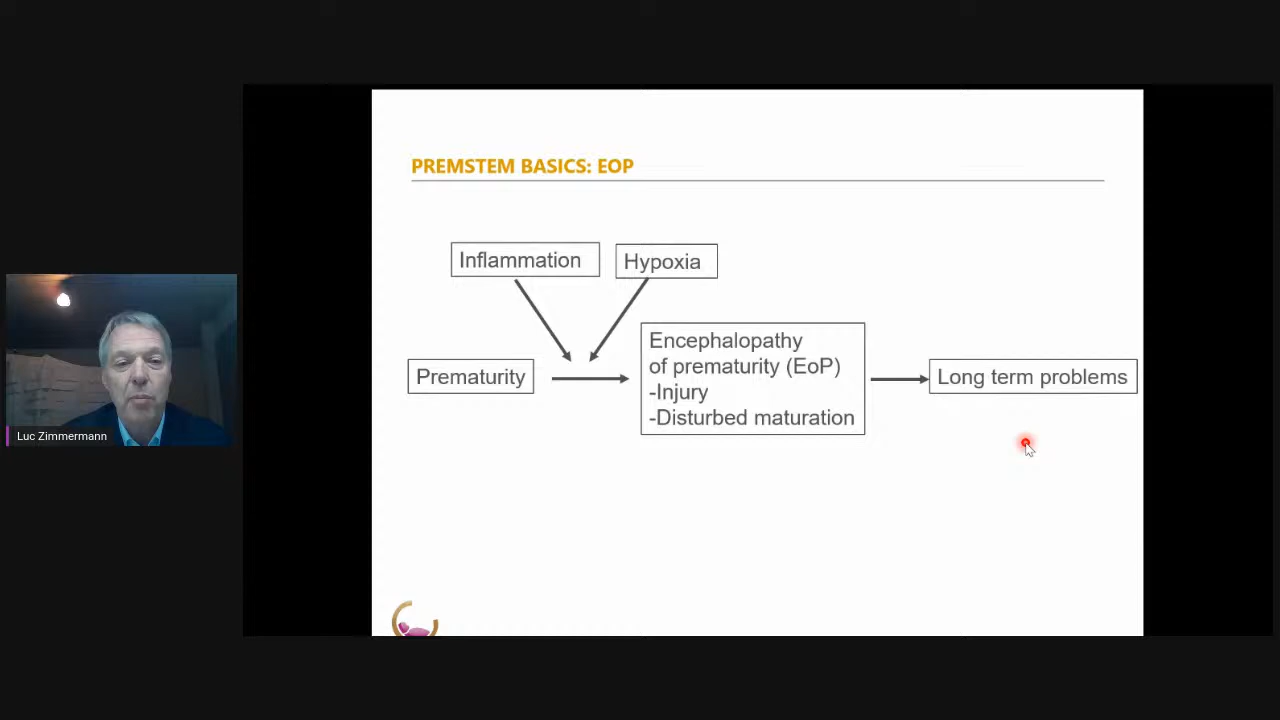 PREMSTEM BASICS: EOP
Inflammation
Hypoxia
Prematurity
Encephalopathy
of prematurity (EoP)
-Injury
-Disturbed maturation
Long term problems
Luc Zimmermann